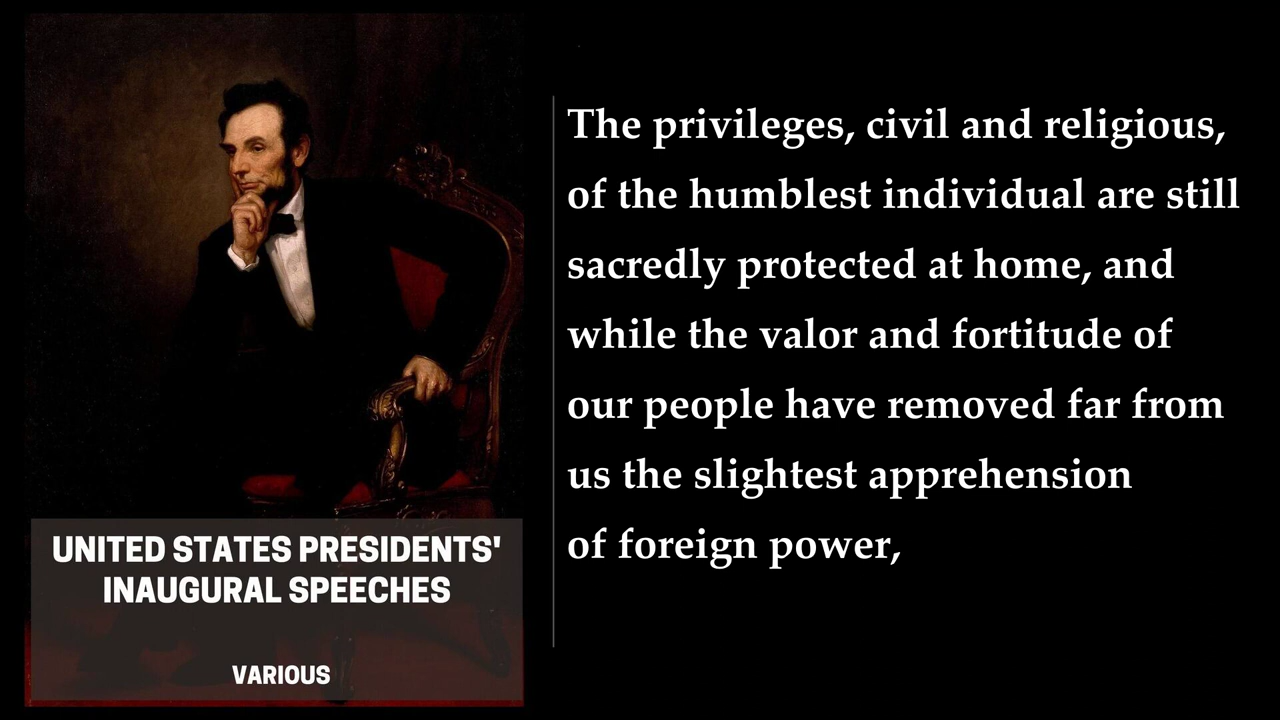 UNITED STATES PRESIDENTS'
INAUGURAL SPEECHES
VARIOUS
The privileges, civil and religious,
of the humblest individual are still
sacredly protected at home, and
while the valor and fortitude of
our people have removed far from
us the slightest apprehension
of foreign power,